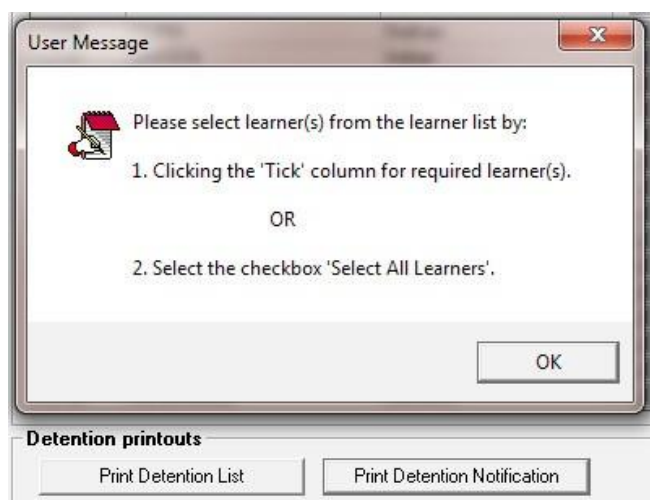 User Message
Please select learner(s) from the learner list by:
1. Clicking the 'Tick' column for required learner(s).
OR
2. Select the checkbox 'Select All Learners'.
OK
Detention printouts
Print Detention List
Print Detention Notification